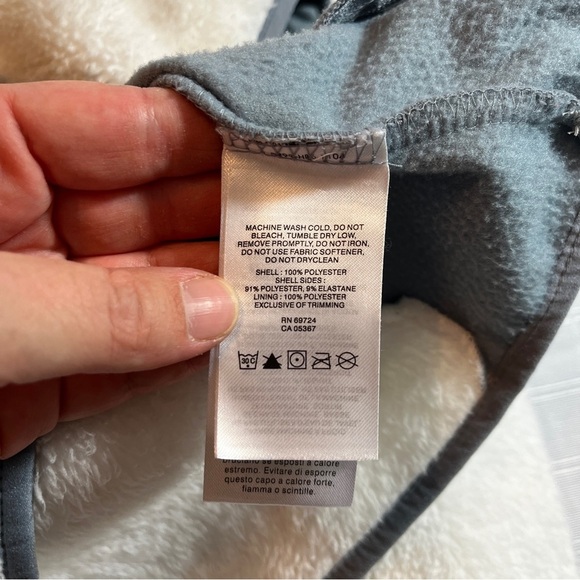 MACHINE WASH COLD, DO NOT
BLEACH, TUMBLE DRY LOW,
REMOVE PROMPTLY, DO NOT IRON,
DO NOT USE FABRIC SOFTENER,
DO NOT DRYCLEAN
SHELL : 100% POLYESTER
SHELL SIDES :
91% POLYESTER, 9% ELASTANE
LINING : 100% POLYESTER
EXCLUSIVE OF TRIMMING
RN 69724
CA 05367
30 C
estremo. Evitare di esporre
questo capo a calore forte,
fiamma o scintille.